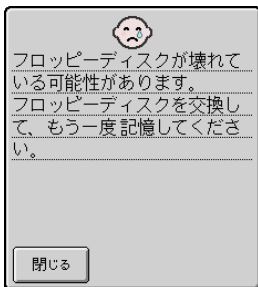 フロッピーディスクが壊れて
いる可能性があります。
フロッピーディスクを交換し
て、もう一度記憶してくださ
い。
閉じる